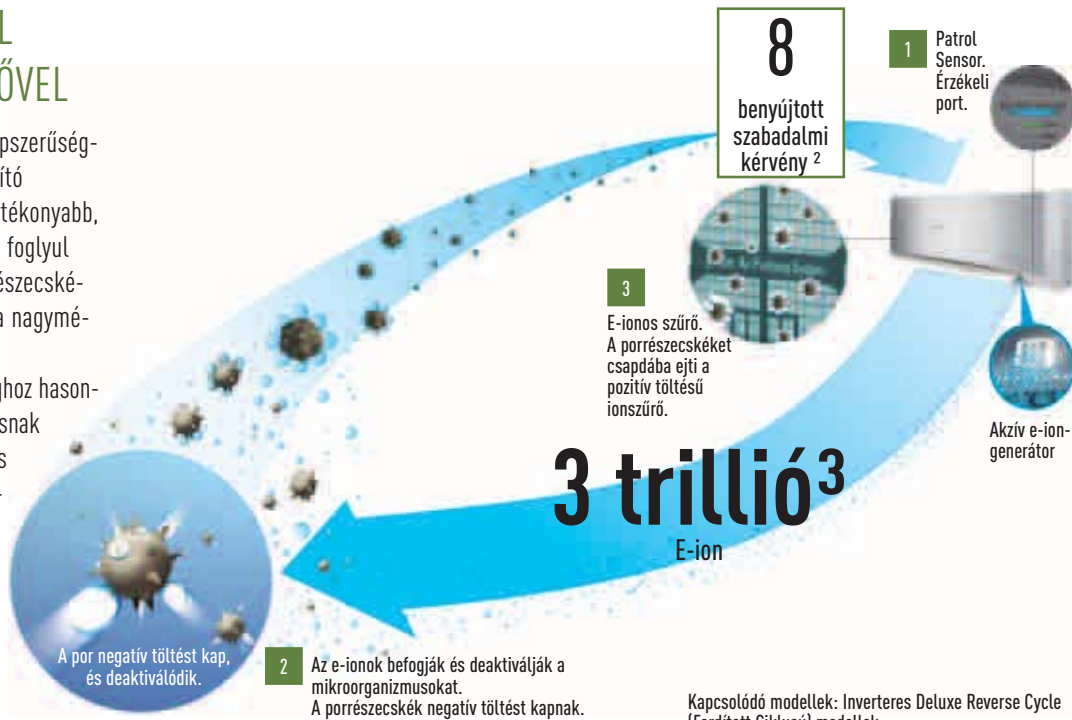 L
ŐVEL
pszerűség-
ító
tékonyabb,
foglyul
észecské-
a nagymé-
ghoz hason-
snak
s
8
benyújtott
szabadalmi
kérvény 2
1
Patrol
Sensor.
Érzékeli
port.
3
E-ionos szűrő.
A porrészecskéket
csapdába ejti a
pozitív töltésű
ionszűrő.
Akzív e-ion-
generátor
3 trillió3
E-ion
A por negatív töltést kap,
és deaktiválódik.
2
Az e-ionok befogják és deaktiválják a
mikroorganizmusokat.
A porrészecskék negatív töltést kapnak.
Kapcsolódó modellek: Inverteres Deluxe Reverse Cycle